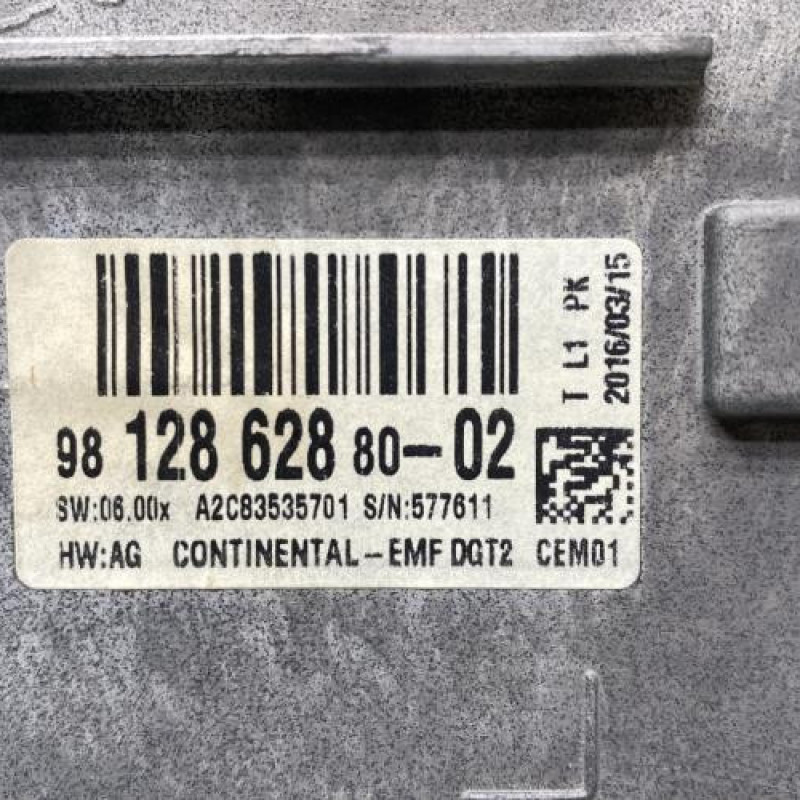 98 128 628 80-02
SW:06.00x A2C83535701 S/N:577611
HW:AG CONTINENTAL-EMF DGT2 CEM01
T L1 PK
2016/03/15